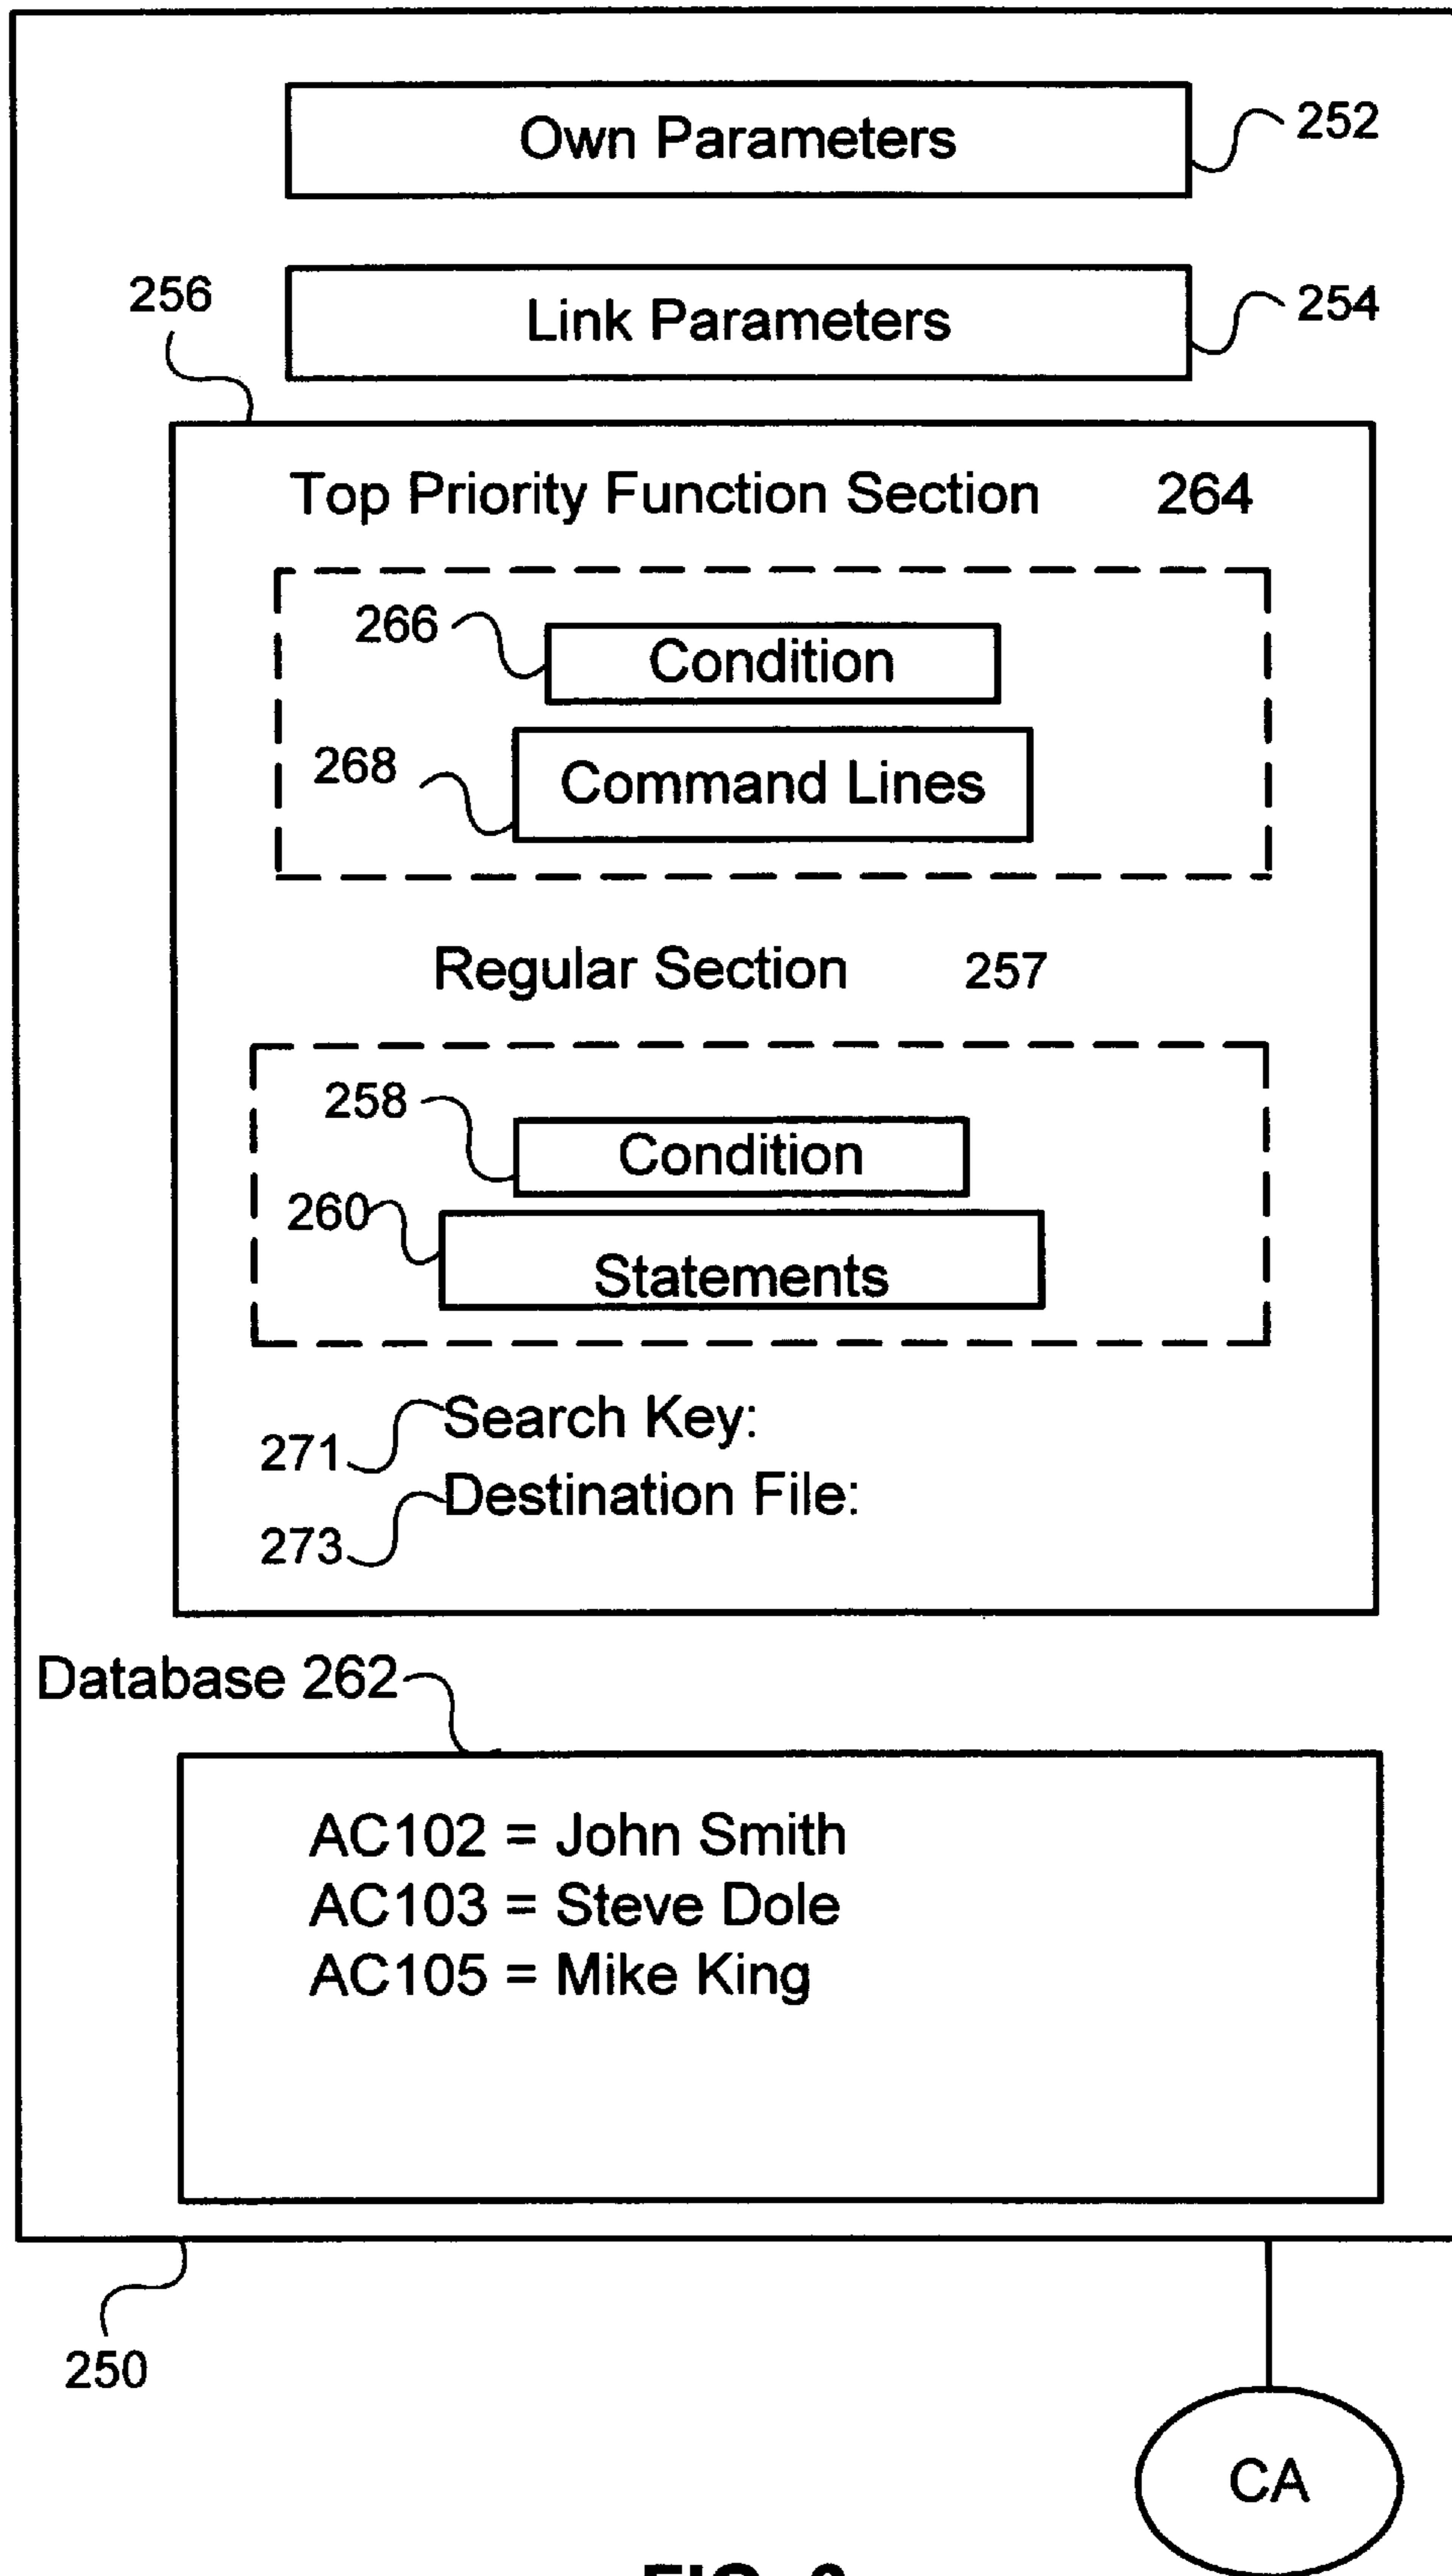 Own Parameters 252
256
Link Parameters 254
Top Priority Function Section 264
266 Condition
268 Command Lines
Regular Section 257
258 Condition
260 Statements
271 Search Key:
273 Destination File:
Database 262
AC102 = John Smith
AC103 = Steve Dole
AC105 = Mike King
250
CA
FIG.